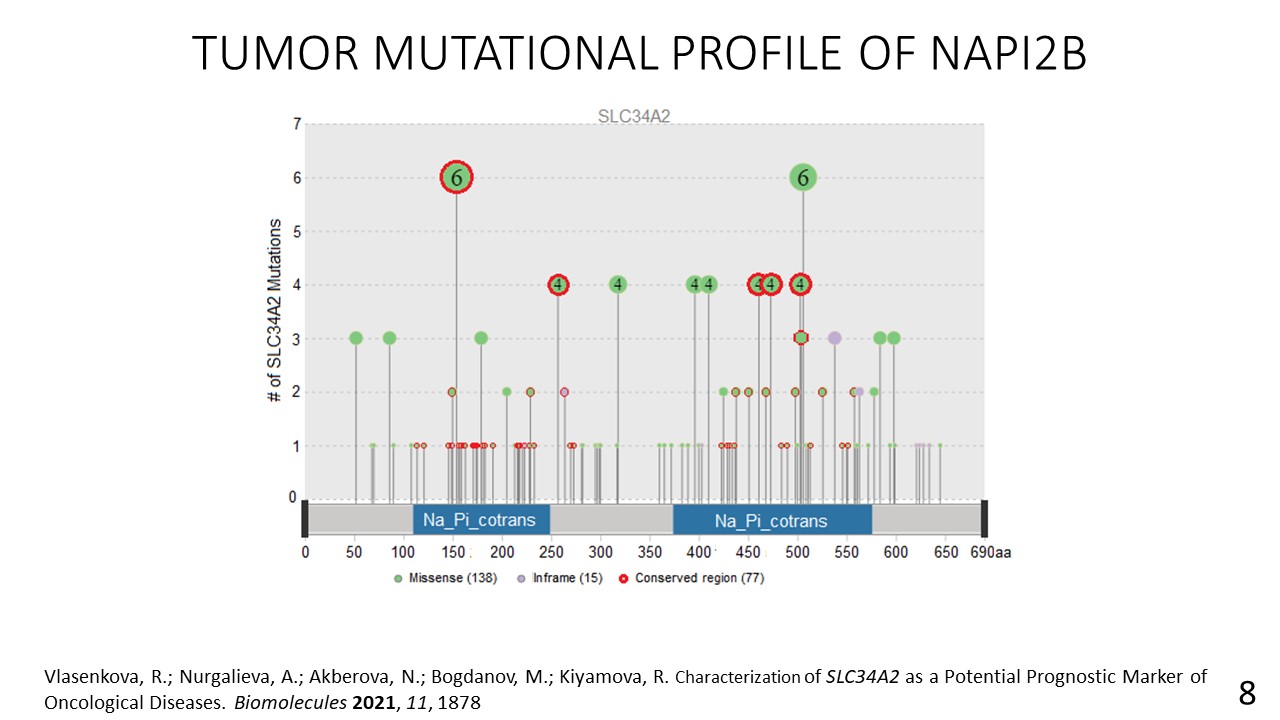 TUMOR MUTATIONAL PROFILE OF NAPI2B
SLC34A2
# of SLC34A2 Mutations
7
6
5
4
3
2
1
0
6 6
4 4 4 4 4 4 4
Na_Pi_cotrans Na_Pi_cotrans
0 50 100 150 200 250 300 350 400 450 500 550 600 650 690aa
Missense (138) Inframe (15) Conserved region (77)
Vlasenkova, R.; Nurgalieva, A.; Akberova, N.; Bogdanov, M.; Kiyamova, R. Characterization of SLC34A2 as a Potential Prognostic Marker of
Oncological Diseases. Biomolecules 2021, 11, 1878
8